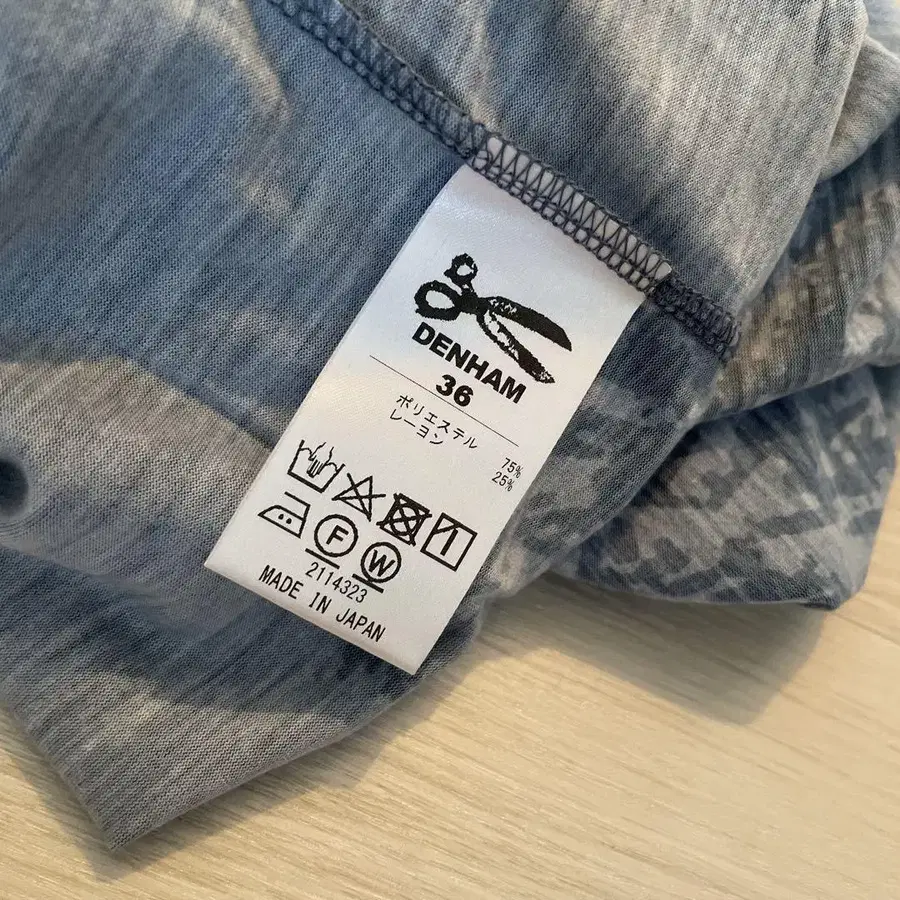 DENHAM
36
ポリエステル 75%
レーヨン 25%
F W
2114323
MADE IN JAPAN